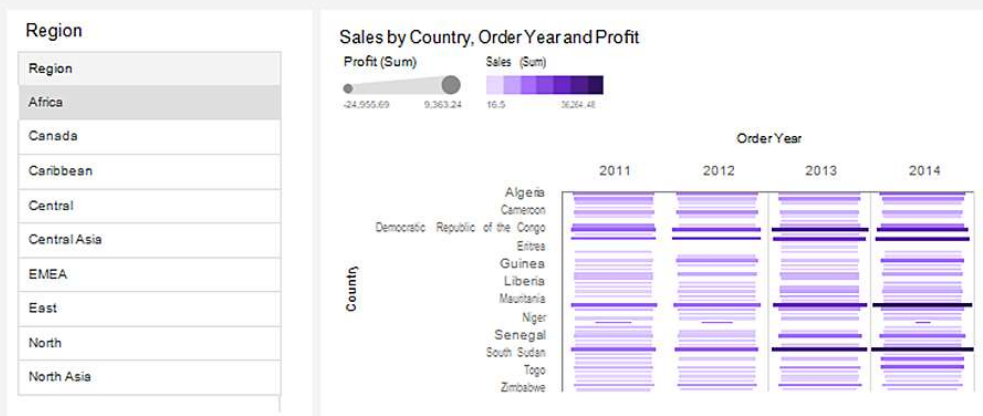 Region
Region
Africa
Canada
Caribbean
Central
Central Asia
EMEA
East
North
North Asia
Sales by Country, Order Year and Profit
Profit (Sum)
Sales (Sum)
-24,955.69 9,363.24
16.5 36,264.48
Order Year
2011 2012 2013 2014
Country
Algeria
Cameroon
Democratic Republic of the Congo
Eritrea
Guinea
Liberia
Mauritania
Niger
Senegal
South Sudan
Togo
Zimbabwe